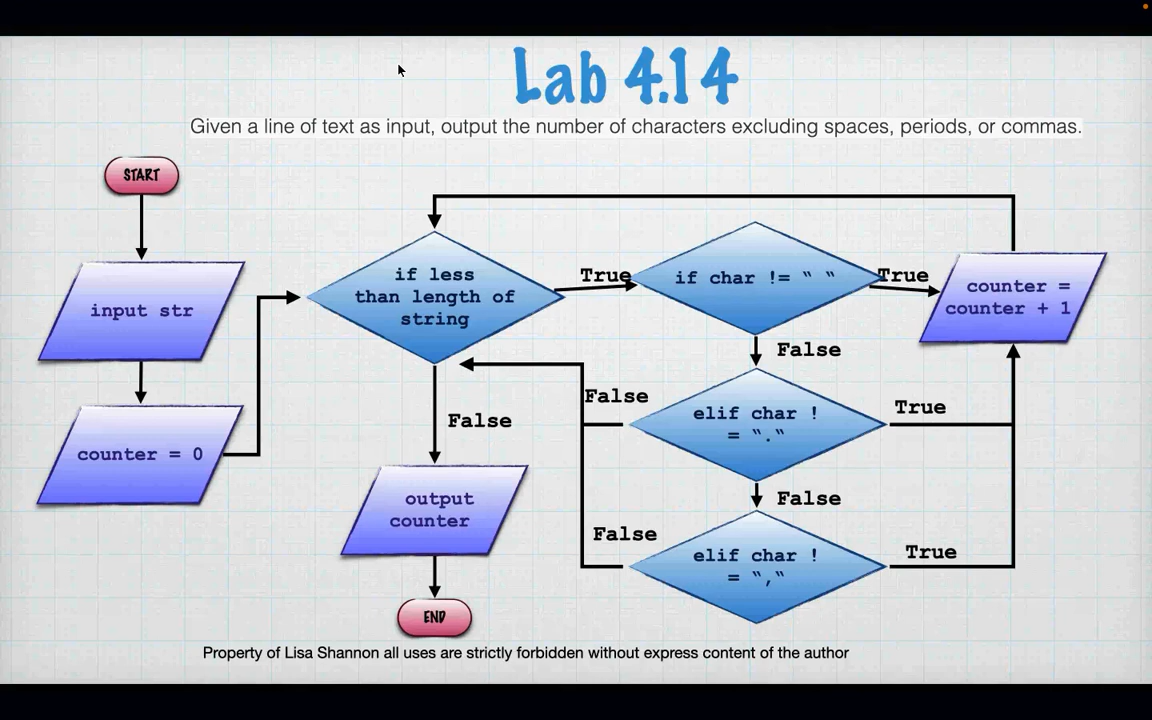 Lab 4.14
Given a line of text as input, output the number of characters excluding spaces, periods, or commas.
START
input str
counter = 0
if less
than length of
string
True
if char != " "
True
counter =
counter + 1
False
False
elif char !
= "."
True
False
output
counter
False
False
elif char !
= ","
True
END
Property of Lisa Shannon all uses are strictly forbidden without express content of the author